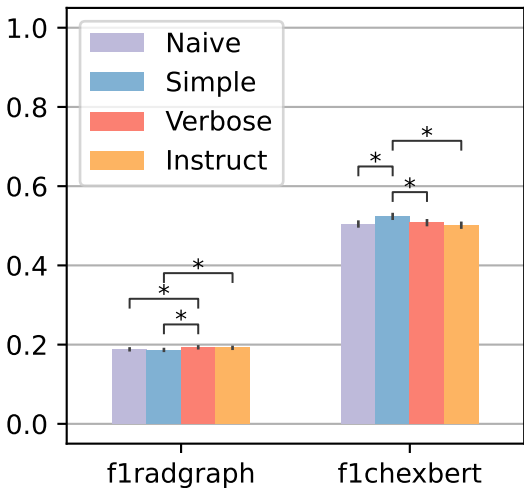 1.0
0.8
0.6
0.4
0.2
0.0
Naive
Simple
Verbose
Instruct
*
*
*
*
*
*
f1radgraph
f1chexbert